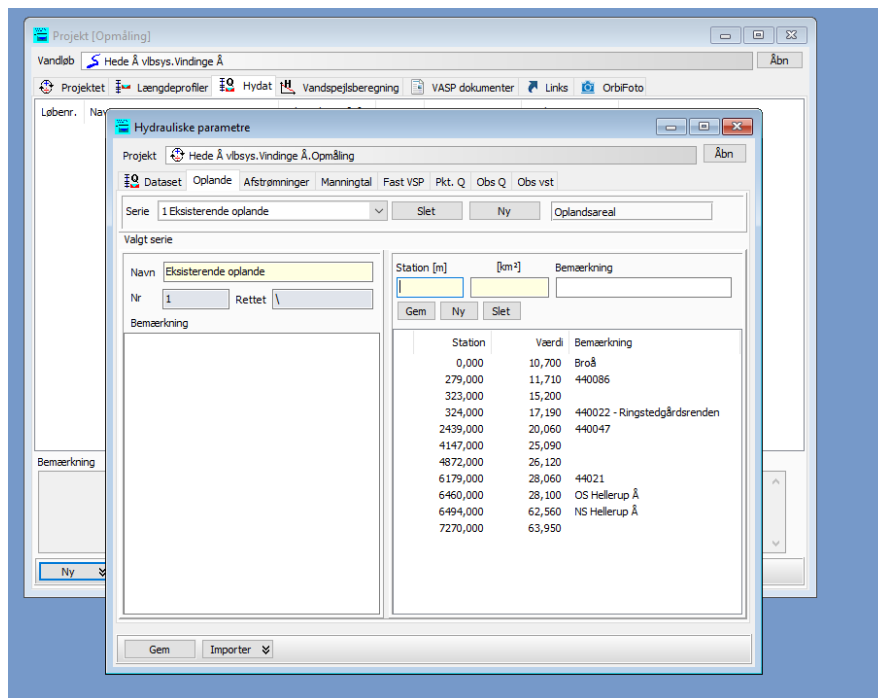 Projekt [Opmåling]
Vandløb Hede Å vlbsys.Vindinge Å Åbn
Projektet Længdeprofiler Hydat Vandspejlsberegning VASP dokumenter Links OrbiFoto
Løbenr. Nav
Hydrauliske parametre
Projekt Hede Å vlbsys.Vindinge Å.Opmåling Åbn
Dataset Oplande Afstrømninger Manningtal Fast VSP Pkt. Q Obs Q Obs vst
Serie 1 Eksisterende oplande Slet Ny Oplandsareal
Valgt serie
Navn Eksisterende oplande
Nr 1 Rettet \
Bemærkning
Station [m] [km²] Bemærkning
Gem Ny Slet
Station Værdi Bemærkning
0,000 10,700 Broå
279,000 11,710 440086
323,000 15,200
324,000 17,190 440022 - Ringstedgårdsrenden
2439,000 20,060 440047
4147,000 25,090
4872,000 26,120
6179,000 28,060 44021
6460,000 28,100 OS Hellerup Å
6494,000 62,560 NS Hellerup Å
7270,000 63,950
Gem Importer
Bemærkning
Ny